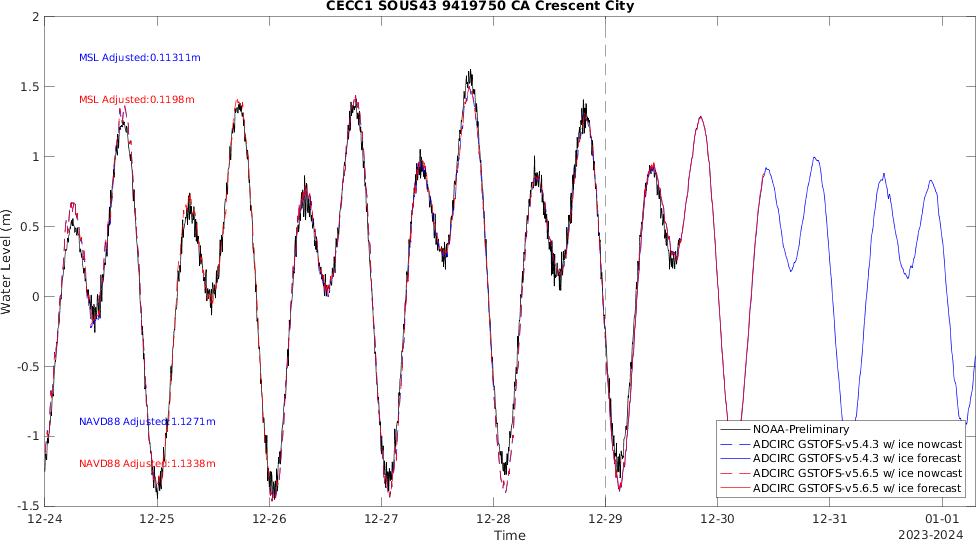 CECC1 SOUS43 9419750 CA Crescent City
2
1.5
1
0.5
0
-0.5
-1
-1.5
Water Level (m)
MSL Adjusted:0.11311m
MSL Adjusted:0.1198m
NAVD88 Adjusted:1.1271m
NAVD88 Adjusted:1.1338m
NOAA-Preliminary
ADCIRC GSTOFS-v5.4.3 w/ ice nowcast
ADCIRC GSTOFS-v5.4.3 w/ ice forecast
ADCIRC GSTOFS-v5.6.5 w/ ice nowcast
ADCIRC GSTOFS-v5.6.5 w/ ice forecast
12-24 12-25 12-26 12-27 12-28 12-29 12-30 12-31 01-01
Time
2023-2024